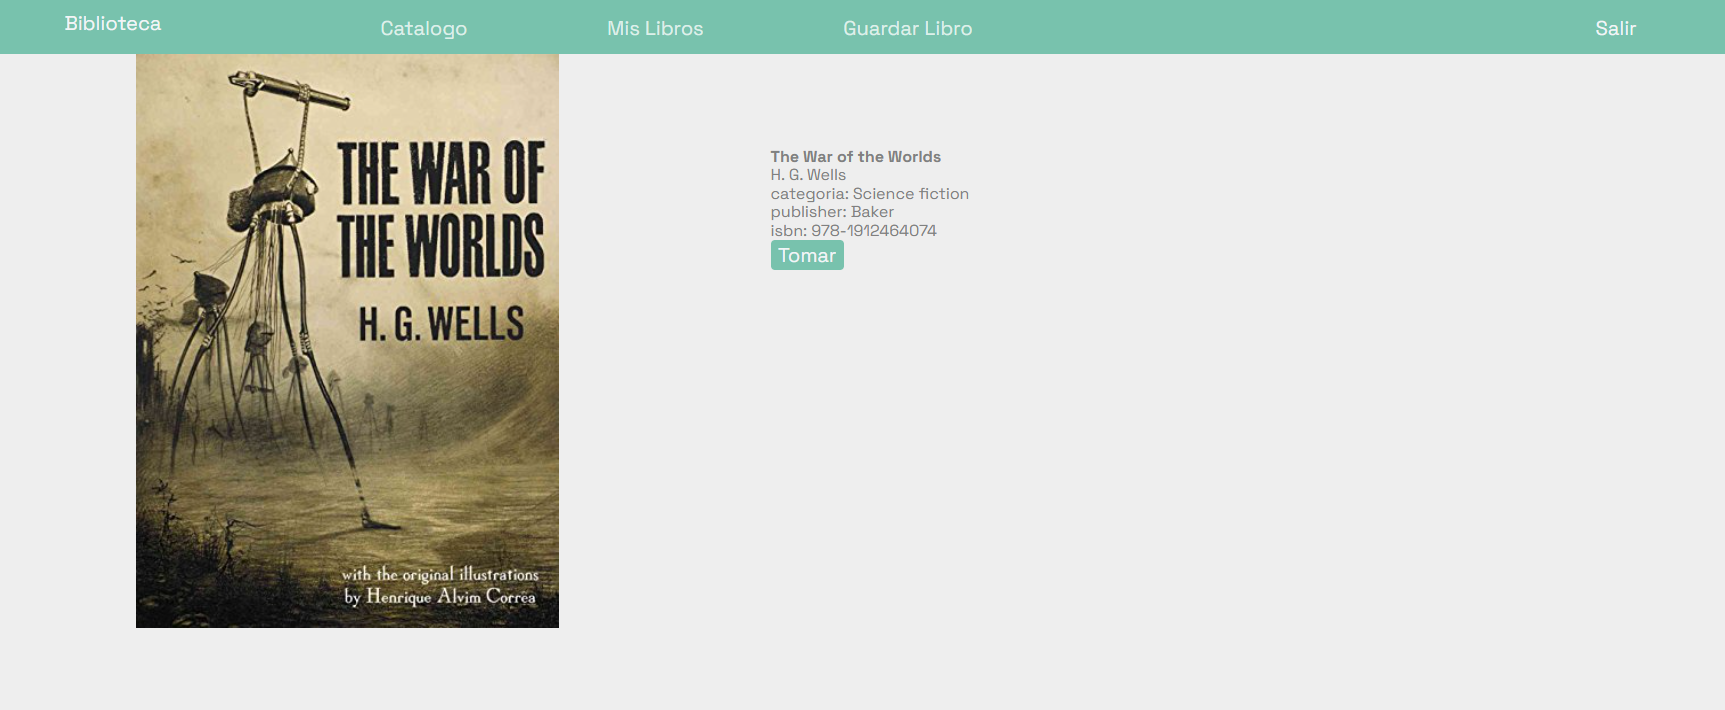 Biblioteca
Catalogo
Mis Libros
Guardar Libro
Salir
THE WAR OF
THE WORLDS
H. G. WELLS
with the original illustrations
by Henrique Alvim Corrêa
The War of the Worlds
H. G. Wells
categoria: Science fiction
publisher: Baker
isbn: 978-1912464074
Tomar